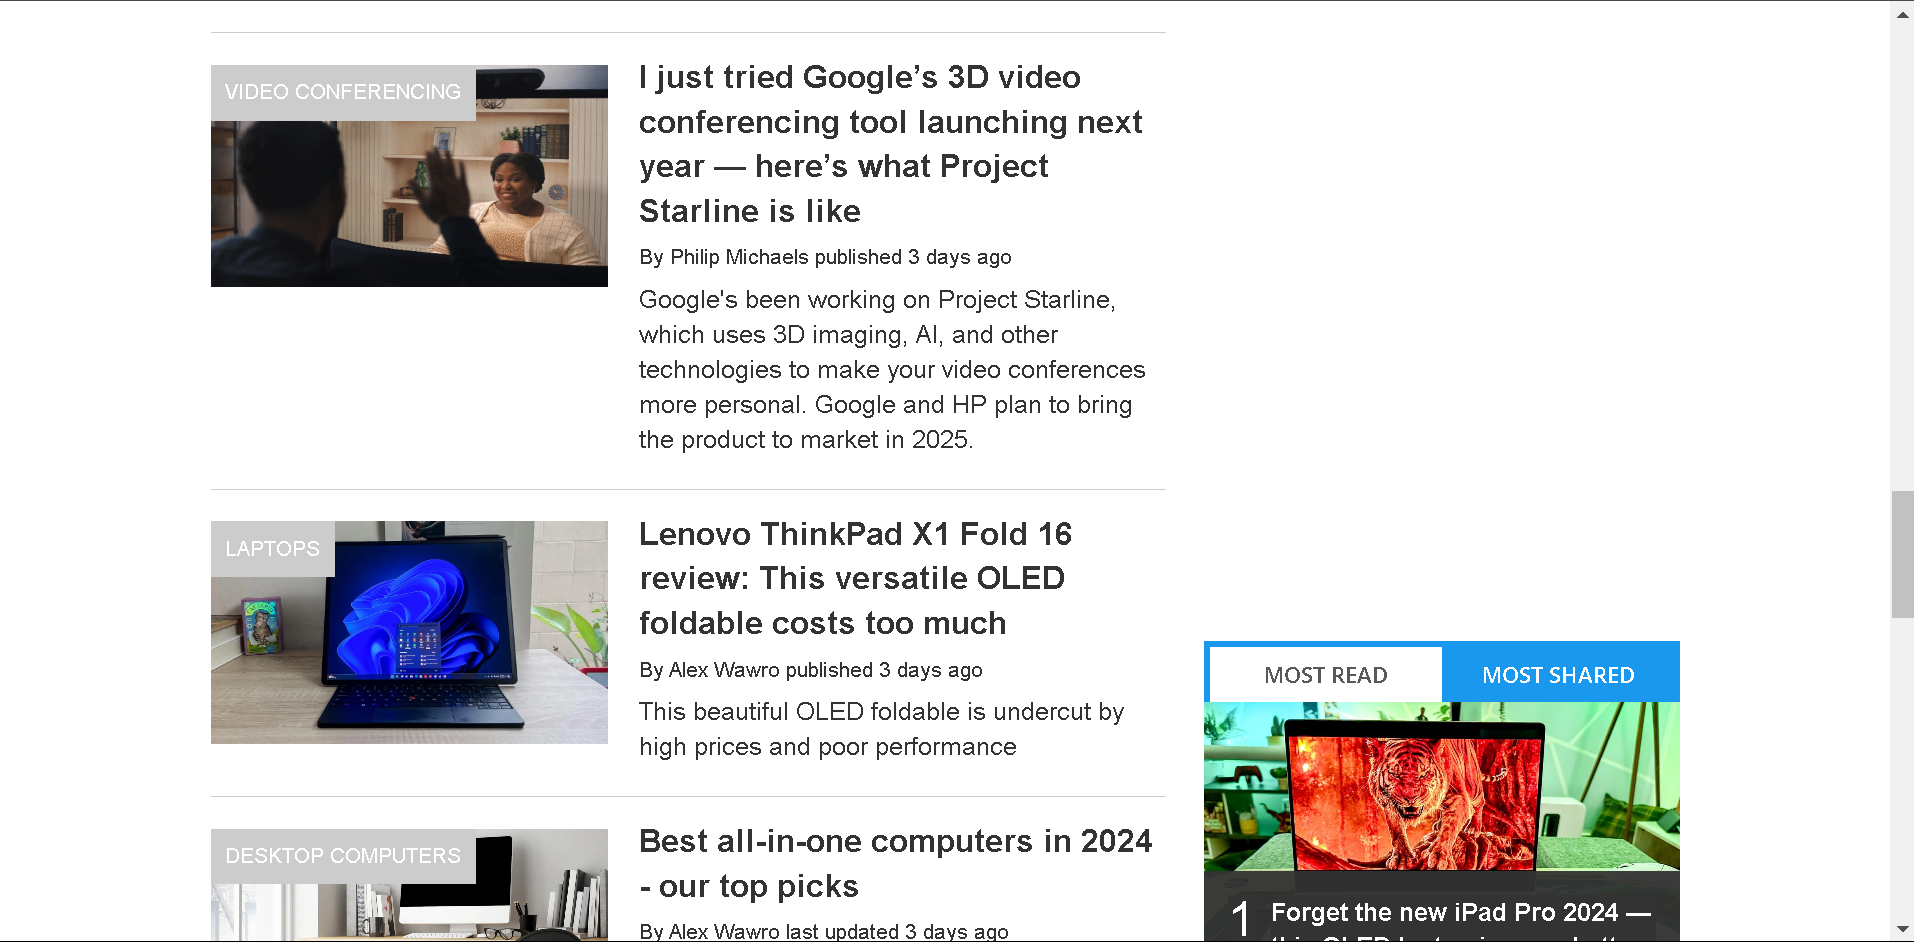 VIDEO CONFERENCING
I just tried Google’s 3D video
conferencing tool launching next
year — here’s what Project
Starline is like
By Philip Michaels published 3 days ago
Google's been working on Project Starline,
which uses 3D imaging, AI, and other
technologies to make your video conferences
more personal. Google and HP plan to bring
the product to market in 2025.
LAPTOPS
Lenovo ThinkPad X1 Fold 16
review: This versatile OLED
foldable costs too much
By Alex Wawro published 3 days ago
This beautiful OLED foldable is undercut by
high prices and poor performance
DESKTOP COMPUTERS
Best all-in-one computers in 2024
- our top picks
By Alex Wawro last updated 3 days ago
MOST READ
MOST SHARED
1 Forget the new iPad Pro 2024 —